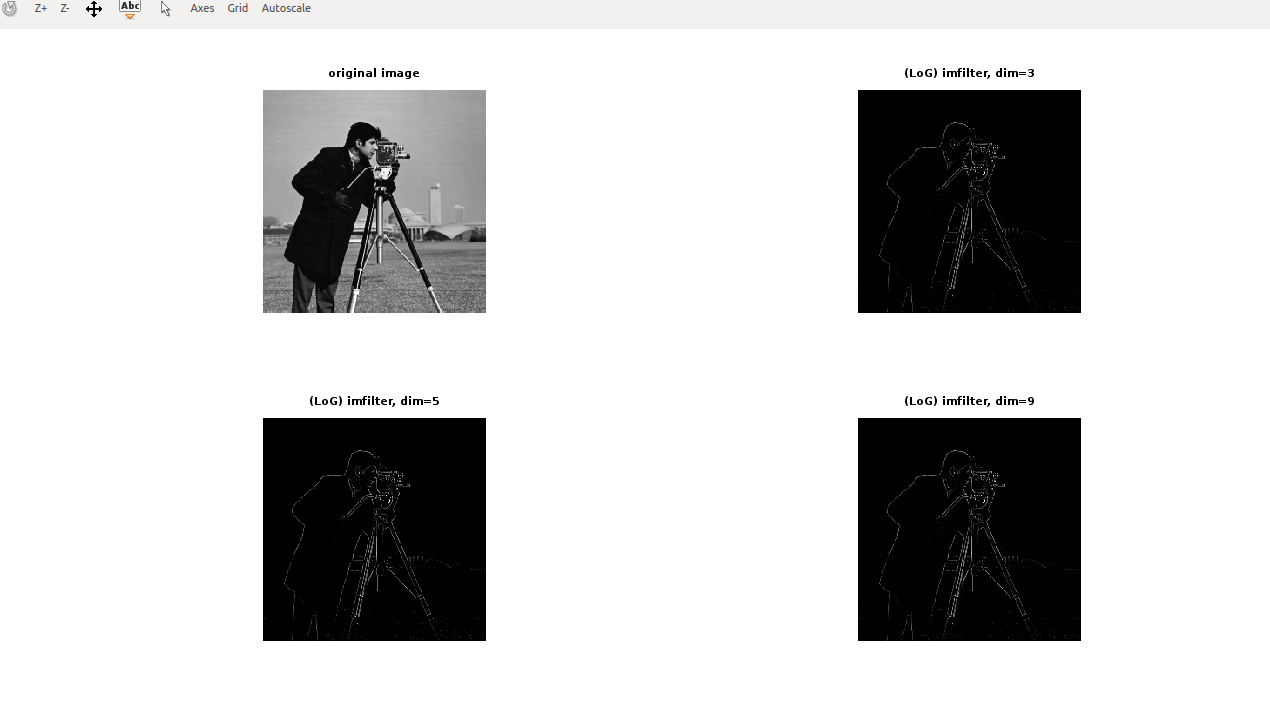 Z+ Z- Abc Axes Grid Autoscale
original image
(LoG) imfilter, dim=3
(LoG) imfilter, dim=5
(LoG) imfilter, dim=9